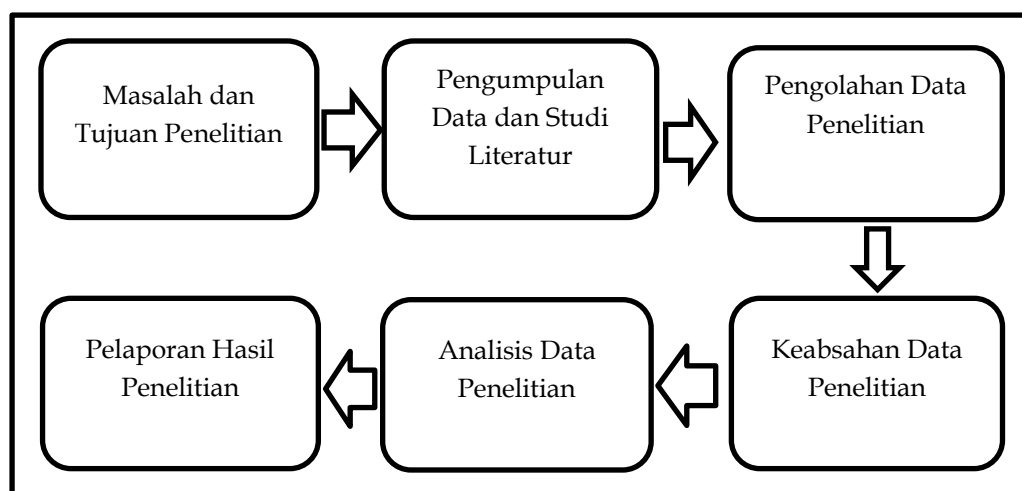 Masalah dan
Tujuan Penelitian
Pengumpulan
Data dan Studi
Literatur
Pengolahan Data
Penelitian
Keabsahan Data
Penelitian
Analisis Data
Penelitian
Pelaporan Hasil
Penelitian